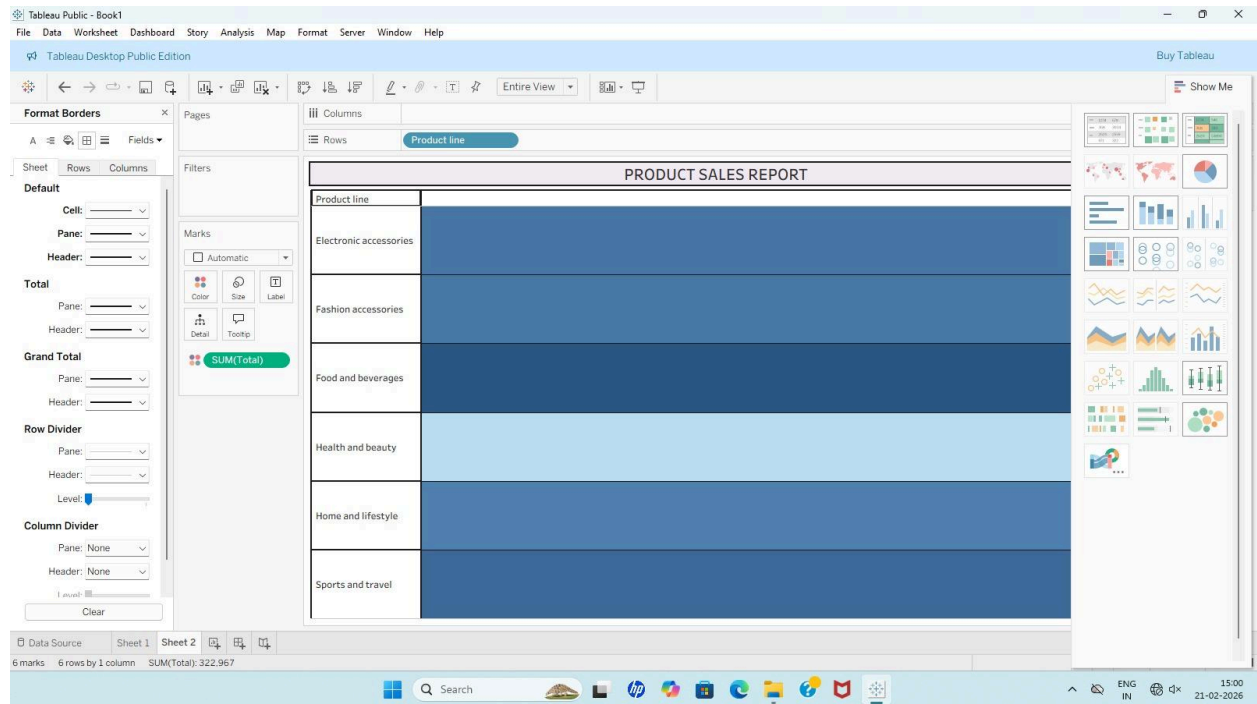 Tableau Public - Book1
File Data Worksheet Dashboard Story Analysis Map Format Server Window Help
Tableau Desktop Public Edition Buy Tableau
Entire View Show Me
Format Borders
Fields
Sheet Rows Columns
Default
Cell:
Pane:
Header:
Total
Pane:
Header:
Grand Total
Pane:
Header:
Row Divider
Pane:
Header:
Level:
Column Divider
Pane: None
Header: None
Level:
Clear
Pages
Filters
Marks
Automatic
Color Size Label
Detail Tooltip
SUM(Total)
Columns
Rows Product line
PRODUCT SALES REPORT
Product line
Electronic accessories
Fashion accessories
Food and beverages
Health and beauty
Home and lifestyle
Sports and travel
Data Source Sheet 1 Sheet 2
6 marks 6 rows by 1 column SUM(Total): 322,967
Search
ENG
IN
15:00
21-02-2026